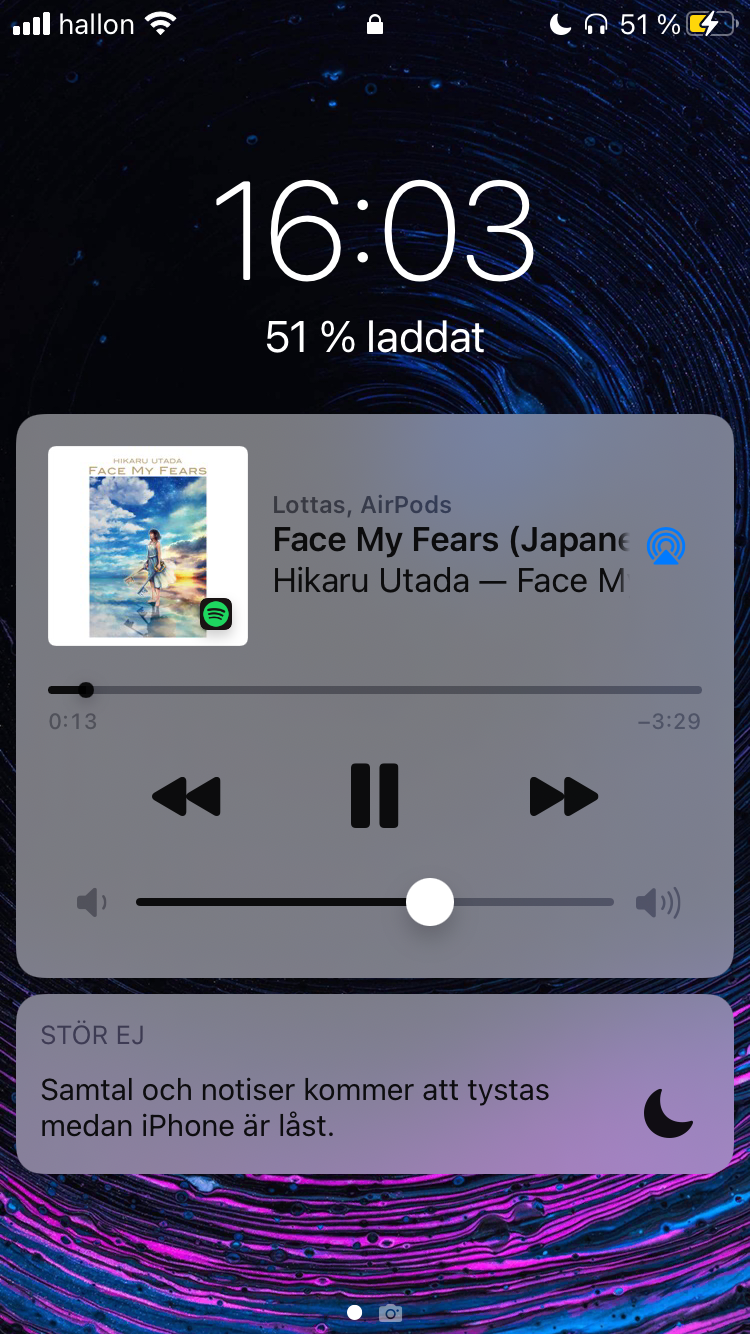 hallon 51 %
16:03
51 % laddat
HIKARU UTADA
FACE MY FEARS
Lottas, AirPods
Face My Fears (Japane
Hikaru Utada — Face M
0:13 −3:29
STÖR EJ
Samtal och notiser kommer att tystas
medan iPhone är låst.